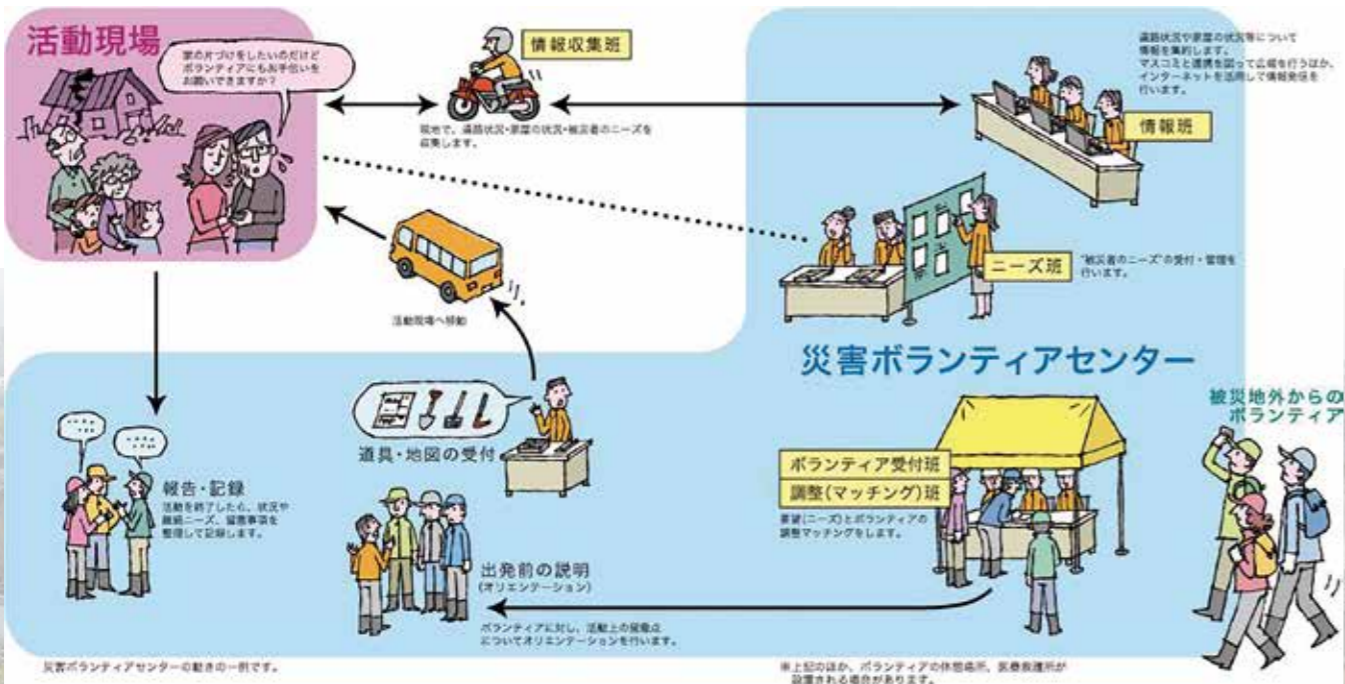 活動現場
家の片づけをしたいのだけど
ボランティアにもお手伝いを
お願いできますか？
情報収集班
現地で、道路状況・家屋の状況・被災者のニーズを
収集します。
道路状況や家屋の状況等について
情報を集約します。
マスコミと連携を図って広報を行うほか、
インターネットを活用して情報発信を
行います。
情報班
ニーズ班
"被災者のニーズ"の受付・管理を
行います。
活動現場へ移動
災害ボランティアセンター
被災地外からの
ボランティア
道具・地図の受付
ボランティア受付班
調整(マッチング)班
要望(ニーズ)とボランティアの
調整マッチングをします。
報告・記録
活動を終了したら、状況や
継続ニーズ、留意事項を
整理して記録します。
出発前の説明
(オリエンテーション)
ボランティアに対し、活動上の留意点
についてオリエンテーションを行います。
災害ボランティアセンターの動きの一例です。
※上記のほか、ボランティアの休憩場所、医療救護所が
設置される場合があります。